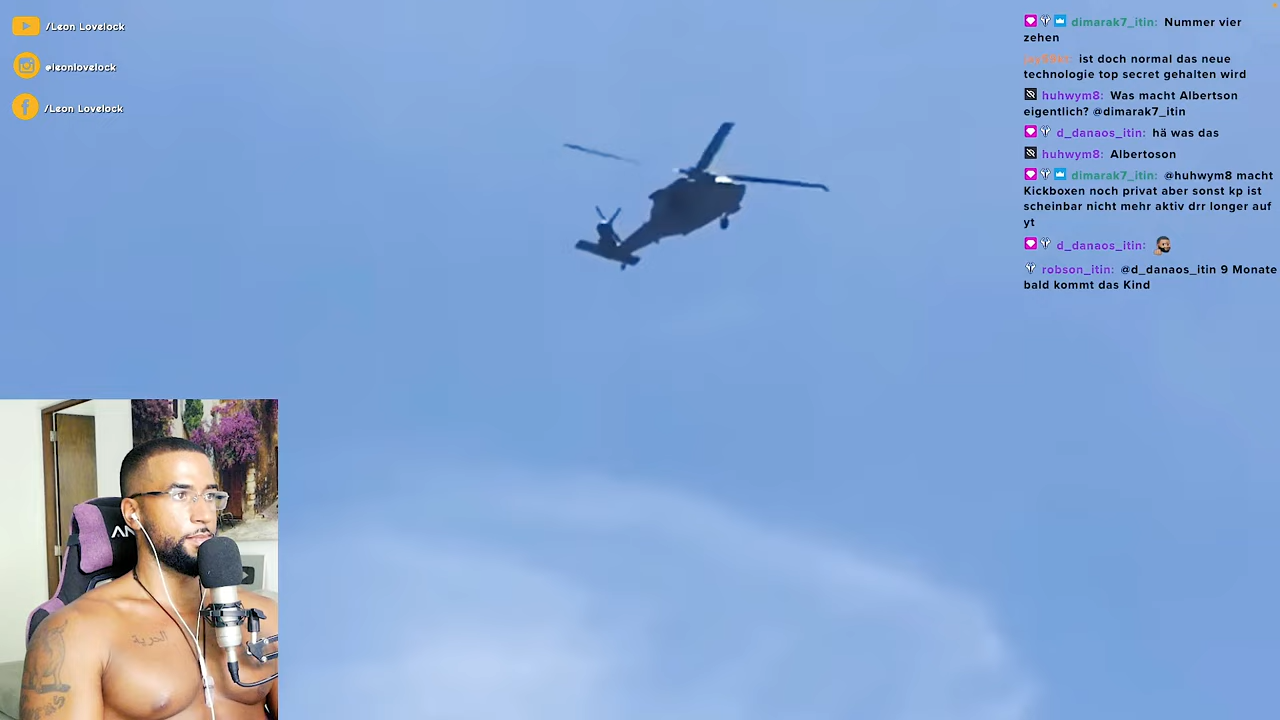 /Leon Lovelock
@leonlovelock
/Leon Lovelock
dimarak7_itin: Nummer vier
zehen
ist doch normal das neue
technologie top secret gehalten wird
huhwym8: Was macht Albertson
eigentlich? @dimarak7_itin
d_danaos_itin: hä was das
huhwym8: Albertoson
dimarak7_itin: @huhwym8 macht
Kickboxen noch privat aber sonst kp ist
scheinbar nicht mehr aktiv drr longer auf
yt
d_danaos_itin:
robson_itin: @d_danaos_itin 9 Monate
bald kommt das Kind
AN
الحرية